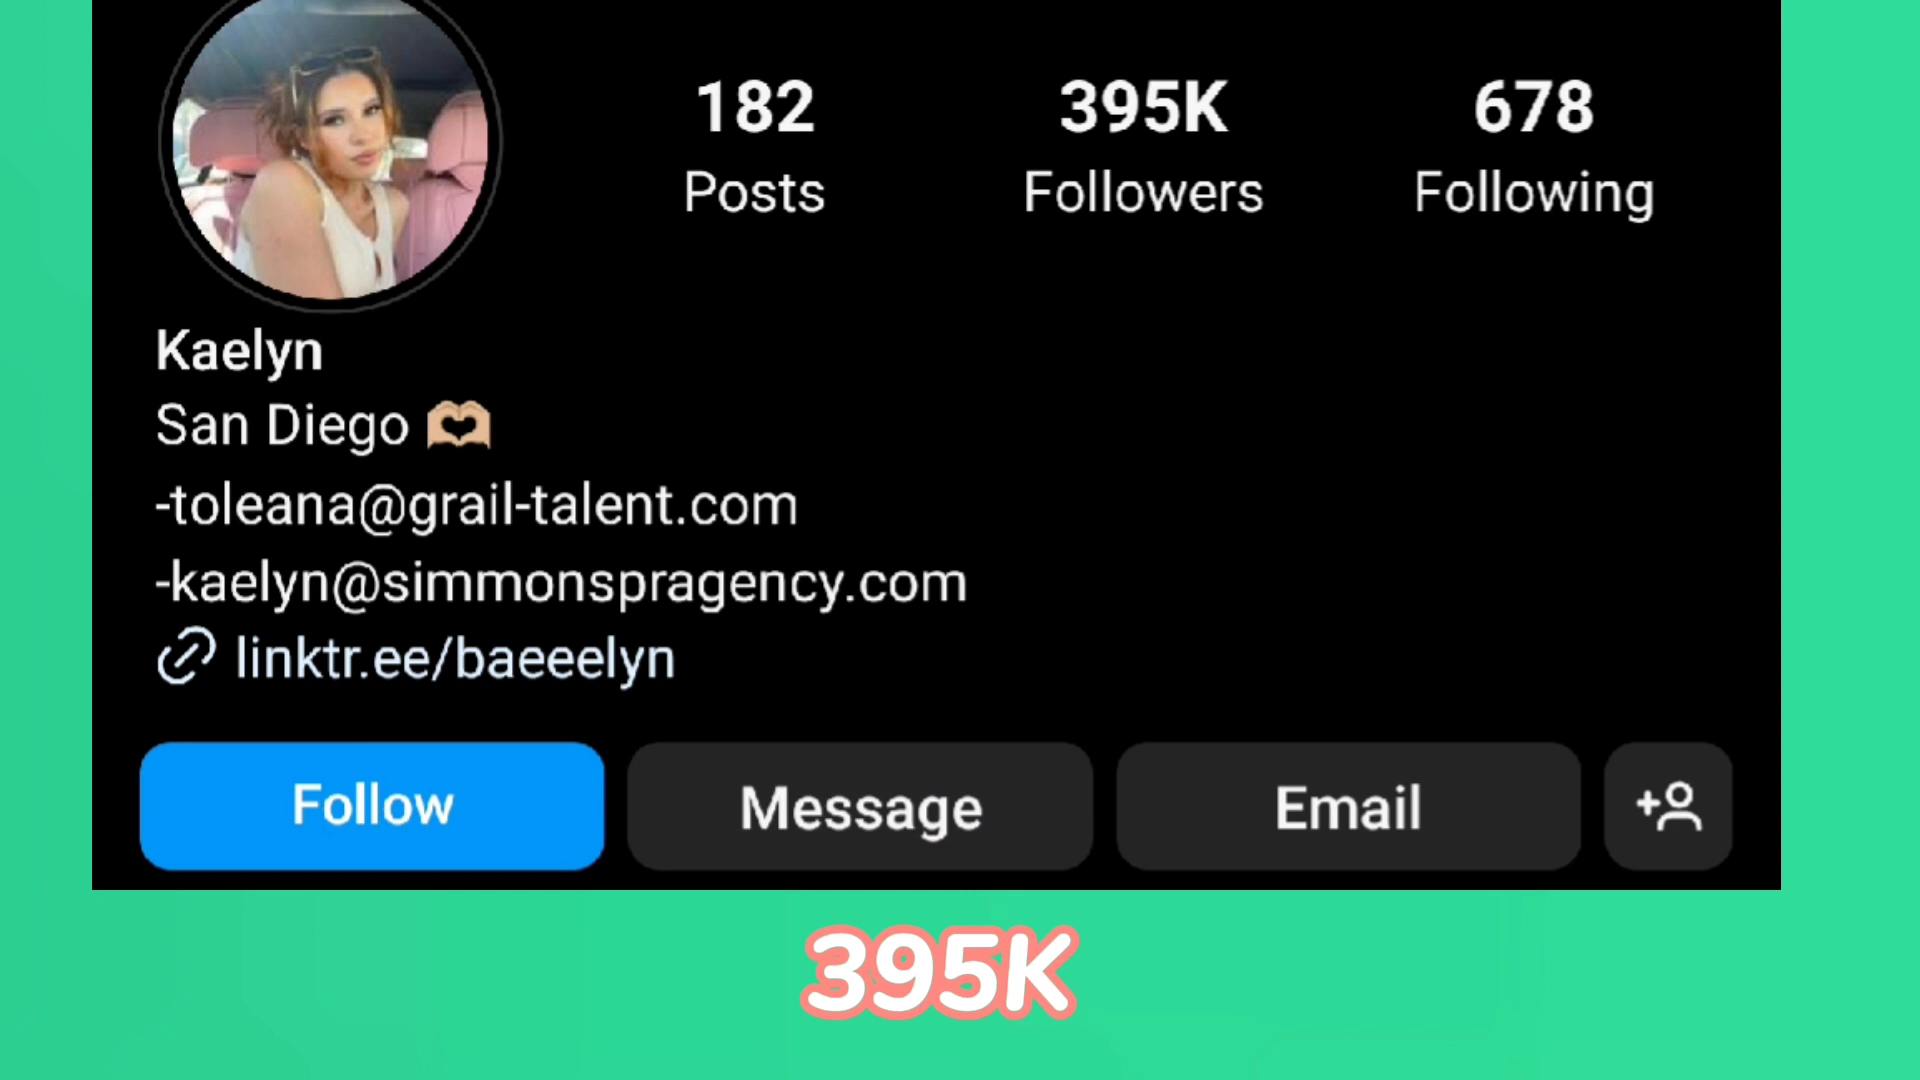 182 395K 678
Posts Followers Following
Kaelyn
San Diego 🫶🏼
-toleana@grail-talent.com
-kaelyn@simmonspragency.com
linktr.ee/baeeelyn
Follow Message Email
395K